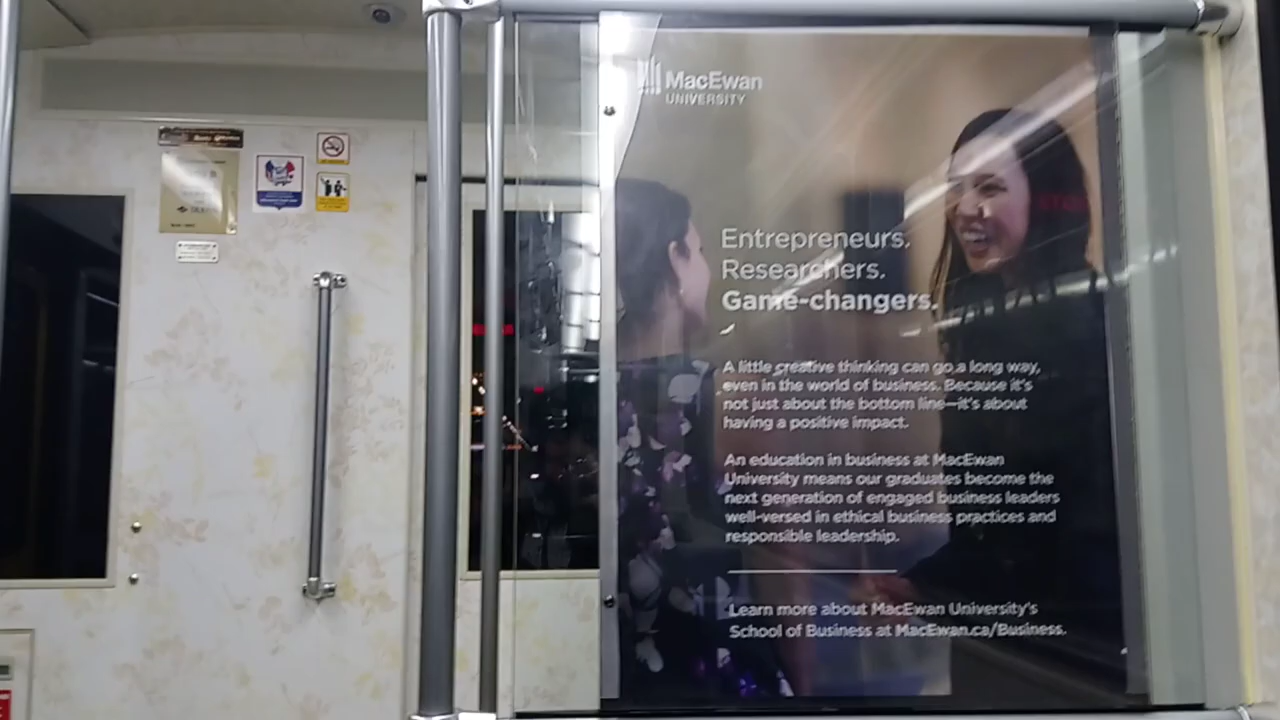 MacEwan
UNIVERSITY
Entrepreneurs.
Researchers.
Game-changers.
A little creative thinking can go a long way,
even in the world of business. Because it's
not just about the bottom line—it's about
having a positive impact.
An education in business at MacEwan
University means our graduates become the
next generation of engaged business leaders
well-versed in ethical business practices and
responsible leadership.
Learn more about MacEwan University's
School of Business at MacEwan.ca/Business.